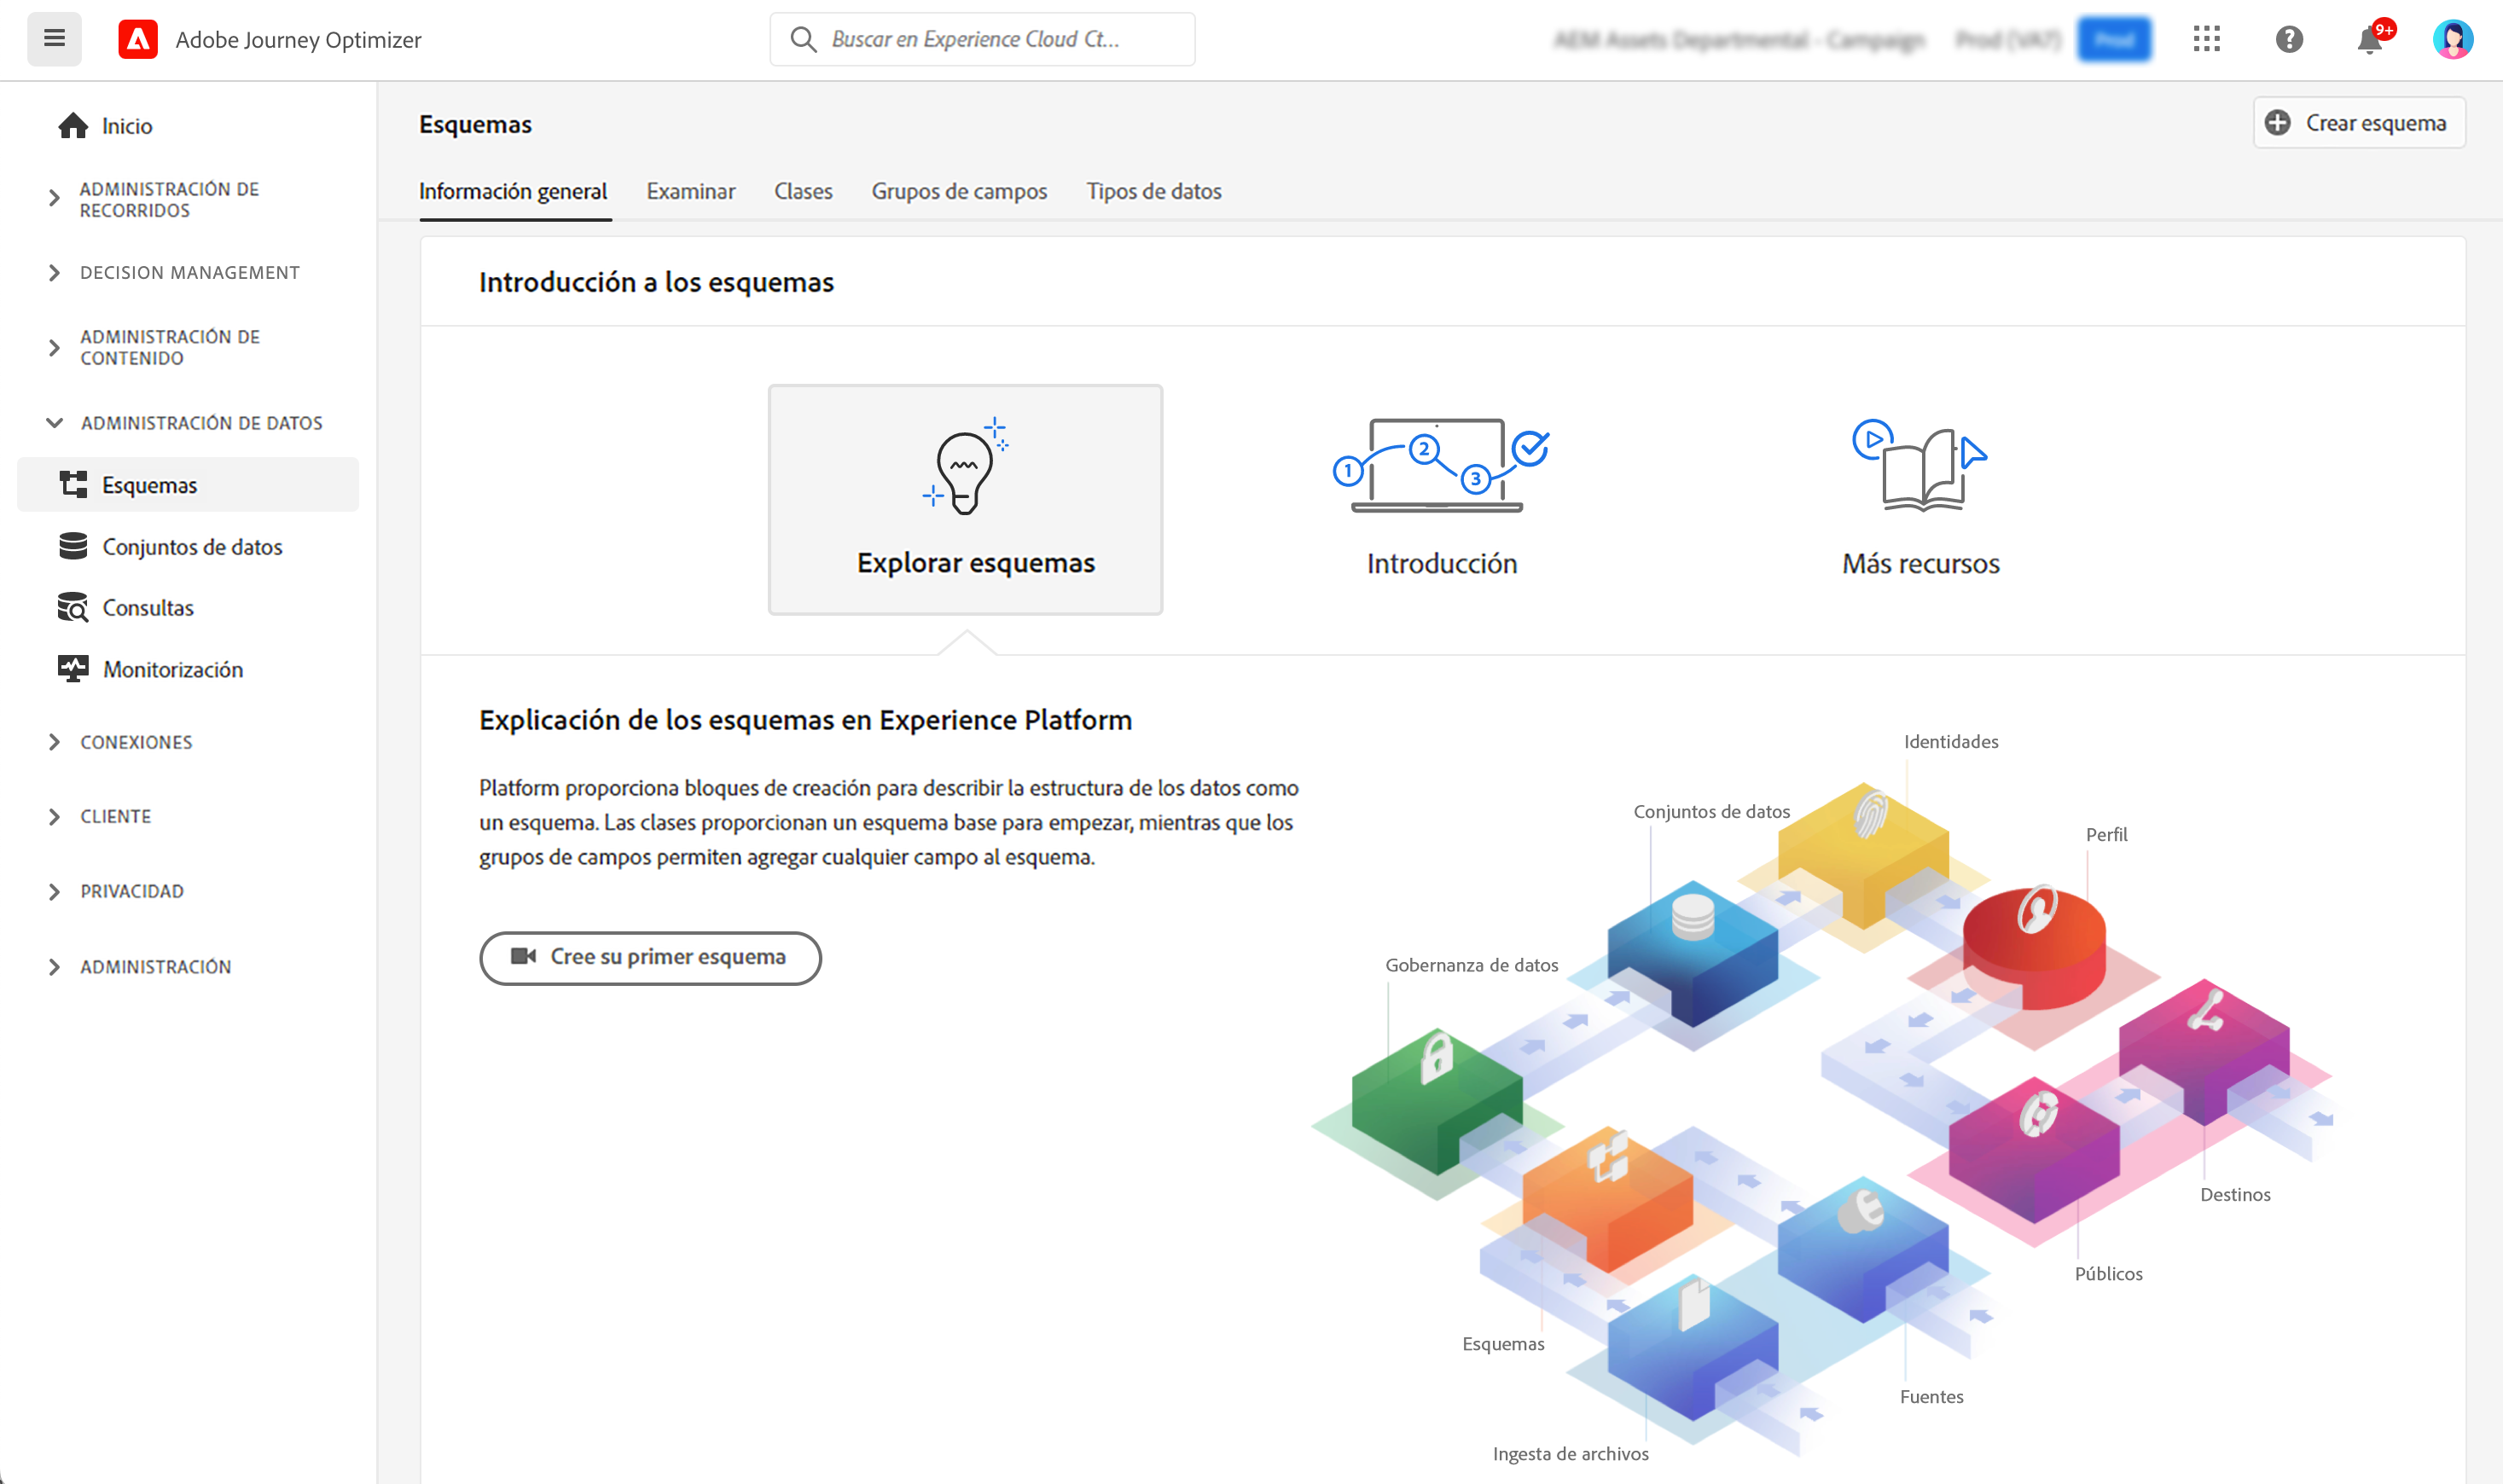 Adobe Journey Optimizer
Buscar en Experience Cloud Ct...
9+
Inicio
ADMINISTRACIÓN DE
RECORRIDOS
DECISION MANAGEMENT
ADMINISTRACIÓN DE
CONTENIDO
ADMINISTRACIÓN DE DATOS
Esquemas
Conjuntos de datos
Consultas
Monitorización
CONEXIONES
CLIENTE
PRIVACIDAD
ADMINISTRACIÓN
Esquemas
Crear esquema
Información general Examinar Clases Grupos de campos Tipos de datos
Introducción a los esquemas
1 2 3
Explorar esquemas Introducción Más recursos
Explicación de los esquemas en Experience Platform
Platform proporciona bloques de creación para describir la estructura de los datos como
un esquema. Las clases proporcionan un esquema base para empezar, mientras que los
grupos de campos permiten agregar cualquier campo al esquema.
Cree su primer esquema
Identidades
Conjuntos de datos
Perfil
Gobernanza de datos
Destinos
Públicos
Esquemas
Fuentes
Ingesta de archivos